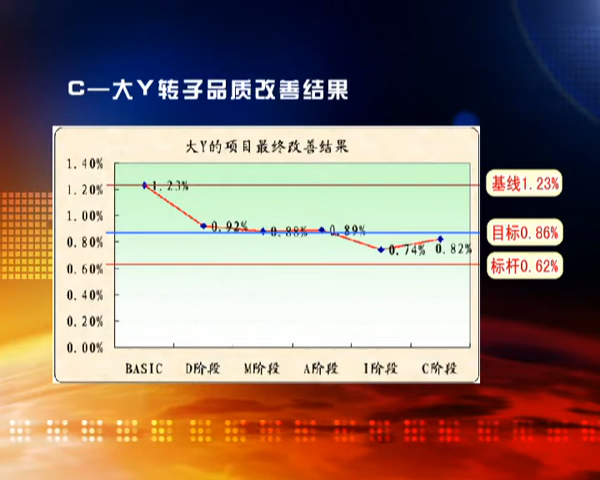 C—大Y转子品质改善结果
大Y的项目最终改善结果
1.40%
1.20%
1.00%
0.80%
0.60%
0.40%
0.20%
0.00%
1.23%
0.92%
0.88%
0.89%
0.74%
0.82%
BASIC
D阶段
M阶段
A阶段
I阶段
C阶段
基线1.23%
目标0.86%
标杆0.62%